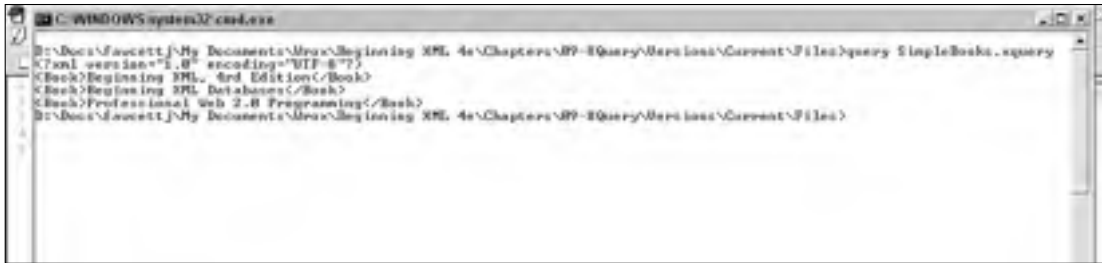 C:\WINDOWS\system32\cmd.exe
D:\Docs\fawcettj\My Documents\Wrox\Beginning XML 4e\Chapters\09-XQuery\Versions\Current\Files>query SimpleBooks.xquery
<?xml version="1.0" encoding="UTF-8"?>
<Book>Beginning XML, 4rd Edition</Book>
<Book>Beginning XML Databases</Book>
<Book>Professional Web 2.0 Programming</Book>
D:\Docs\fawcettj\My Documents\Wrox\Beginning XML 4e\Chapters\09-XQuery\Versions\Current\Files>